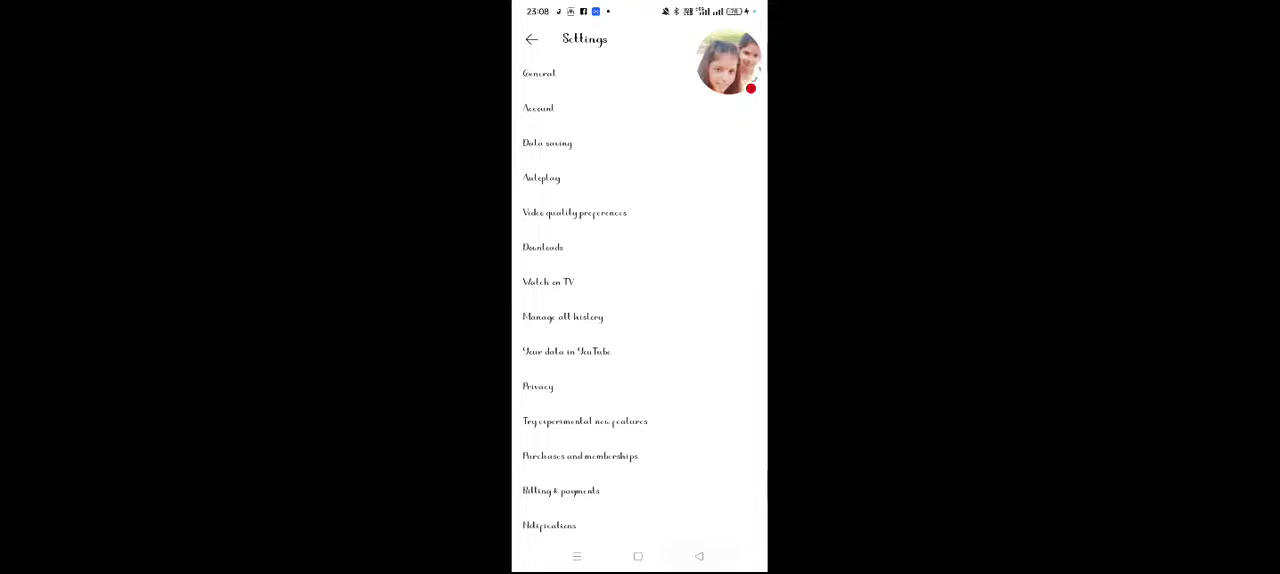 23:08
Settings
General
Account
Data saving
Autoplay
Video quality preferences
Downloads
Watch on TV
Manage all history
Your data in YouTube
Privacy
Try experimental new features
Purchases and memberships
Billing & payments
Notifications